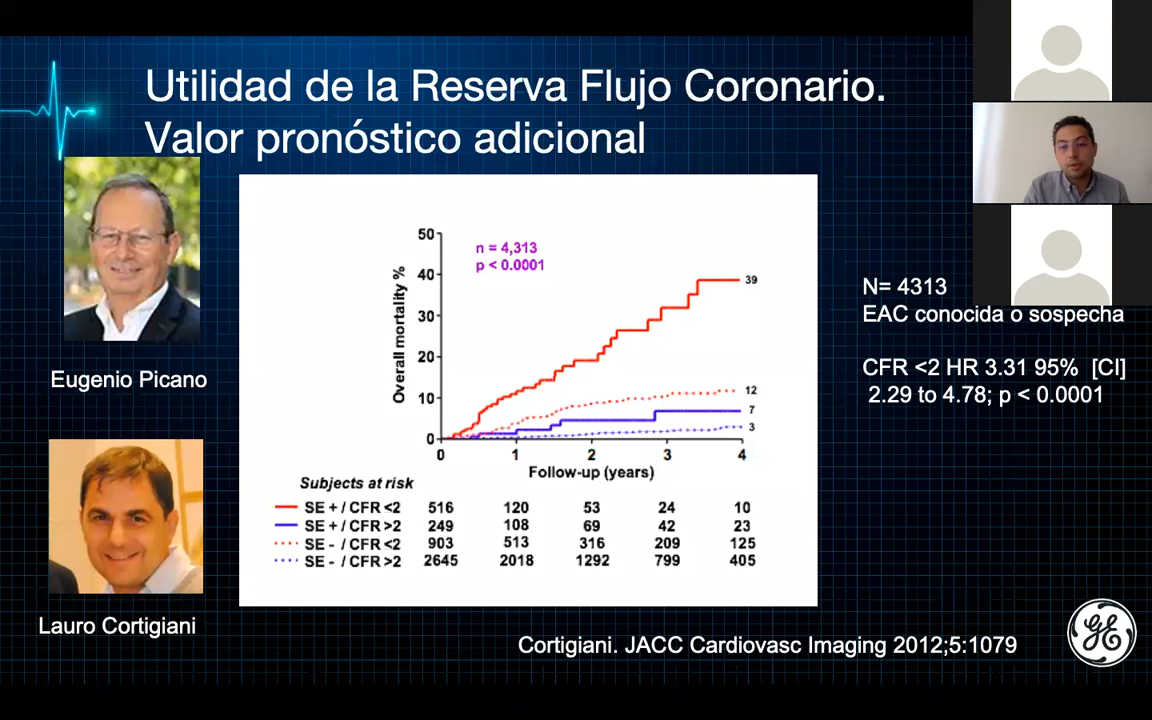 Utilidad de la Reserva Flujo Coronario.
Valor pronóstico adicional
Eugenio Picano
Lauro Cortigiani
n = 4,313
p < 0.0001
Overall mortality %
50
40
30
20
10
0
39
12
7
3
0 1 2 3 4
Follow-up (years)
Subjects at risk
SE + / CFR <2 516 120 53 24 10
SE + / CFR >2 249 108 69 42 23
SE - / CFR <2 903 513 316 209 125
SE - / CFR >2 2645 2018 1292 799 405
N= 4313
EAC conocida o sospecha
CFR <2 HR 3.31 95% [CI]
2.29 to 4.78; p < 0.0001
Cortigiani. JACC Cardiovasc Imaging 2012;5:1079
GE